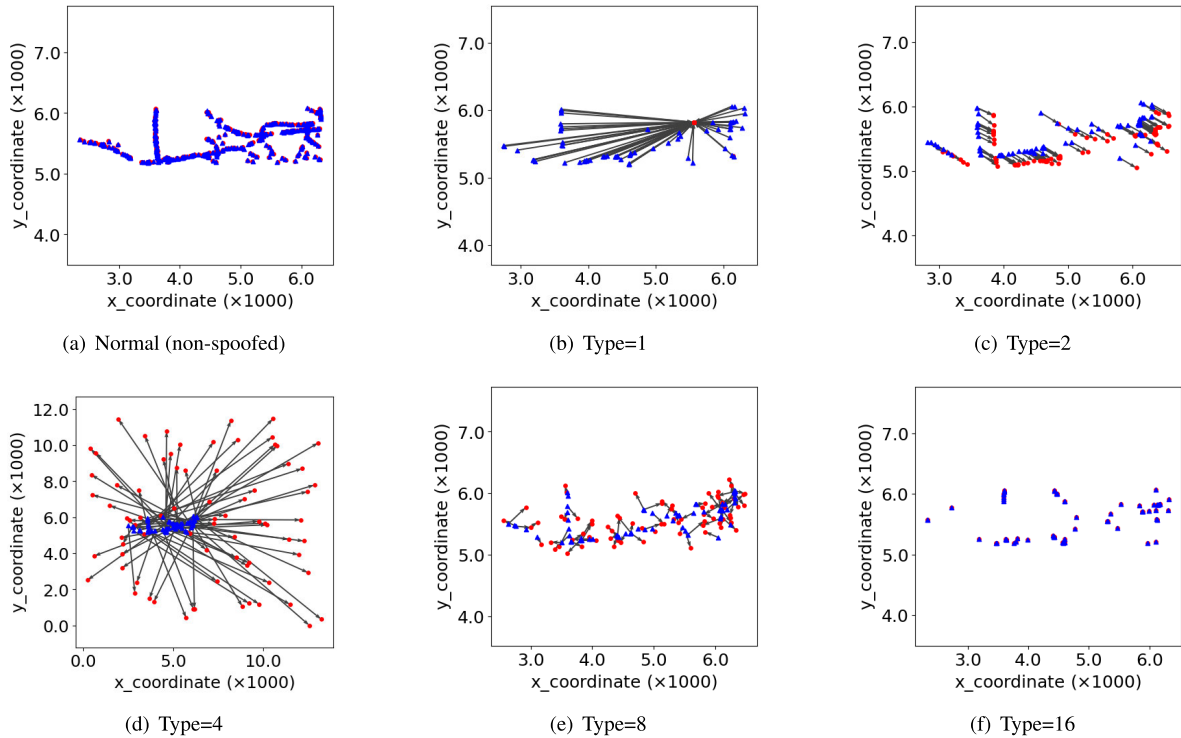 7.0
6.0
5.0
4.0
y_coordinate (×1000)
3.0 4.0 5.0 6.0
x_coordinate (×1000)
(a) Normal (non-spoofed)
7.0
6.0
5.0
4.0
y_coordinate (×1000)
3.0 4.0 5.0 6.0
x_coordinate (×1000)
(b) Type=1
7.0
6.0
5.0
4.0
y_coordinate (×1000)
3.0 4.0 5.0 6.0
x_coordinate (×1000)
(c) Type=2
12.0
10.0
8.0
6.0
4.0
2.0
0.0
y_coordinate (×1000)
0.0 5.0 10.0
x_coordinate (×1000)
(d) Type=4
7.0
6.0
5.0
4.0
y_coordinate (×1000)
3.0 4.0 5.0 6.0
x_coordinate (×1000)
(e) Type=8
7.0
6.0
5.0
4.0
y_coordinate (×1000)
3.0 4.0 5.0 6.0
x_coordinate (×1000)
(f) Type=16